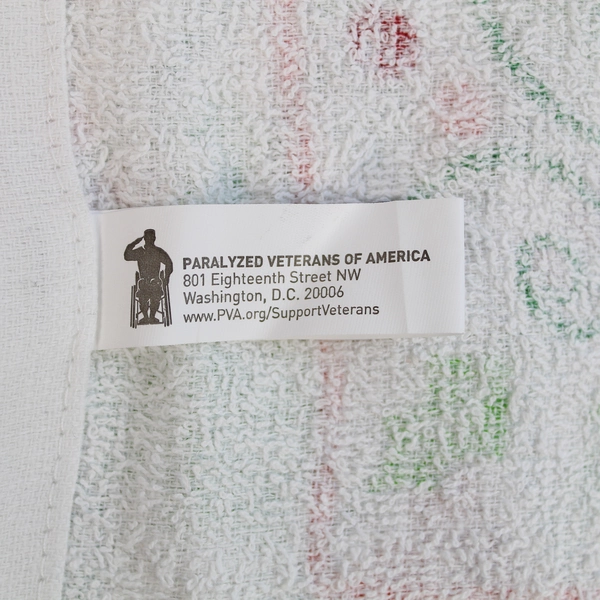 PARALYZED VETERANS OF AMERICA
801 Eighteenth Street NW
Washington, D.C. 20006
www.PVA.org/SupportVeterans